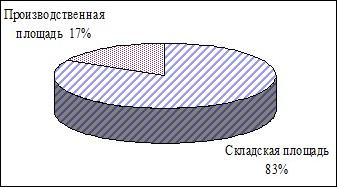 Производственная
площадь 17%
Складская площадь
83%